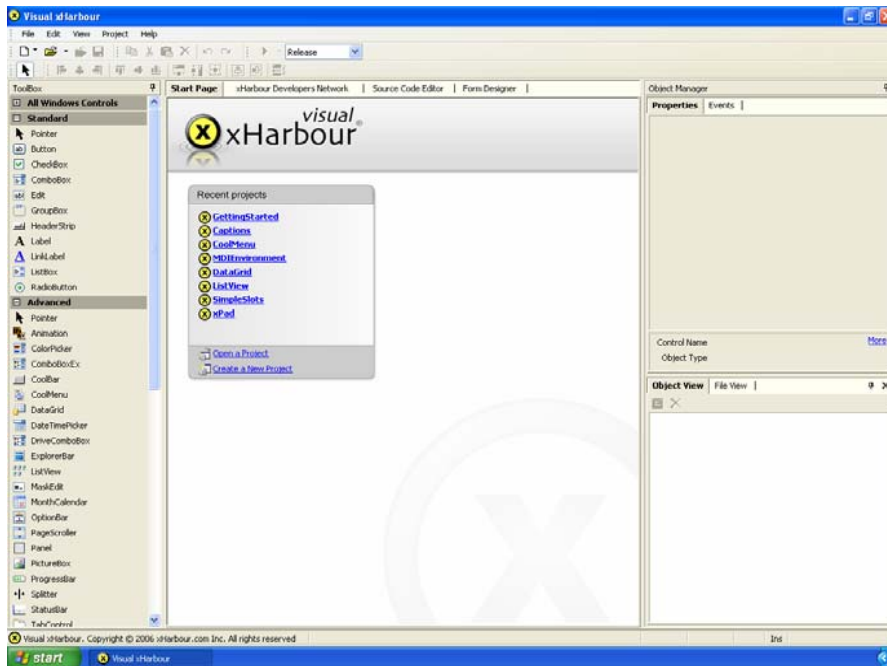 Visual xHarbour
File Edit View Project Help
Release
ToolBox
Start Page xHarbour Developers Network | Source Code Editor | Form Designer |
Object Manager
All Windows Controls
Standard
Pointer
Button
CheckBox
ComboBox
Edit
GroupBox
HeaderStrip
Label
LinkLabel
ListBox
RadioButton
Advanced
Pointer
Animation
ColorPicker
ComboBoxEx
CoolBar
CoolMenu
DataGrid
DateTimePicker
DriveComboBox
ExplorerBar
ListView
MaskEdit
MonthCalendar
OptionBar
PageScroller
Panel
PictureBox
ProgressBar
Splitter
StatusBar
TabControl
visual
xHarbour
Recent projects
GettingStarted
Captions
CoolMenu
MDIEnvironment
DataGrid
ListView
SimpleSlots
xPad
Open a Project
Create a New Project
Properties Events |
Control Name
More
Object Type
Object View File View |
Visual xHarbour. Copyright © 2006 xHarbour.com Inc. All rights reserved
Ins
start
Visual xHarbour